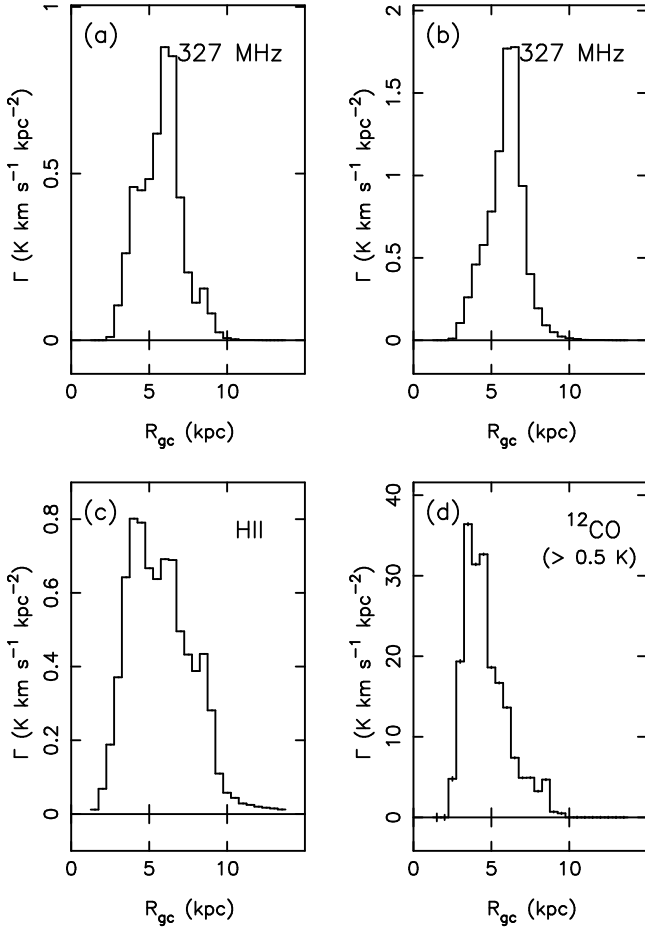 (a)
327 MHz
1
0.5
0
Γ (K km s⁻¹ kpc⁻²)
0 5 10
R_gc (kpc)
(b)
327 MHz
2
1.5
1
0.5
0
Γ (K km s⁻¹ kpc⁻²)
0 5 10
R_gc (kpc)
(c)
HII
0.8
0.6
0.4
0.2
0
Γ (K km s⁻¹ kpc⁻²)
0 5 10
R_gc (kpc)
(d)
¹²CO
(> 0.5 K)
40
30
20
10
0
Γ (K km s⁻¹ kpc⁻²)
0 5 10
R_gc (kpc)